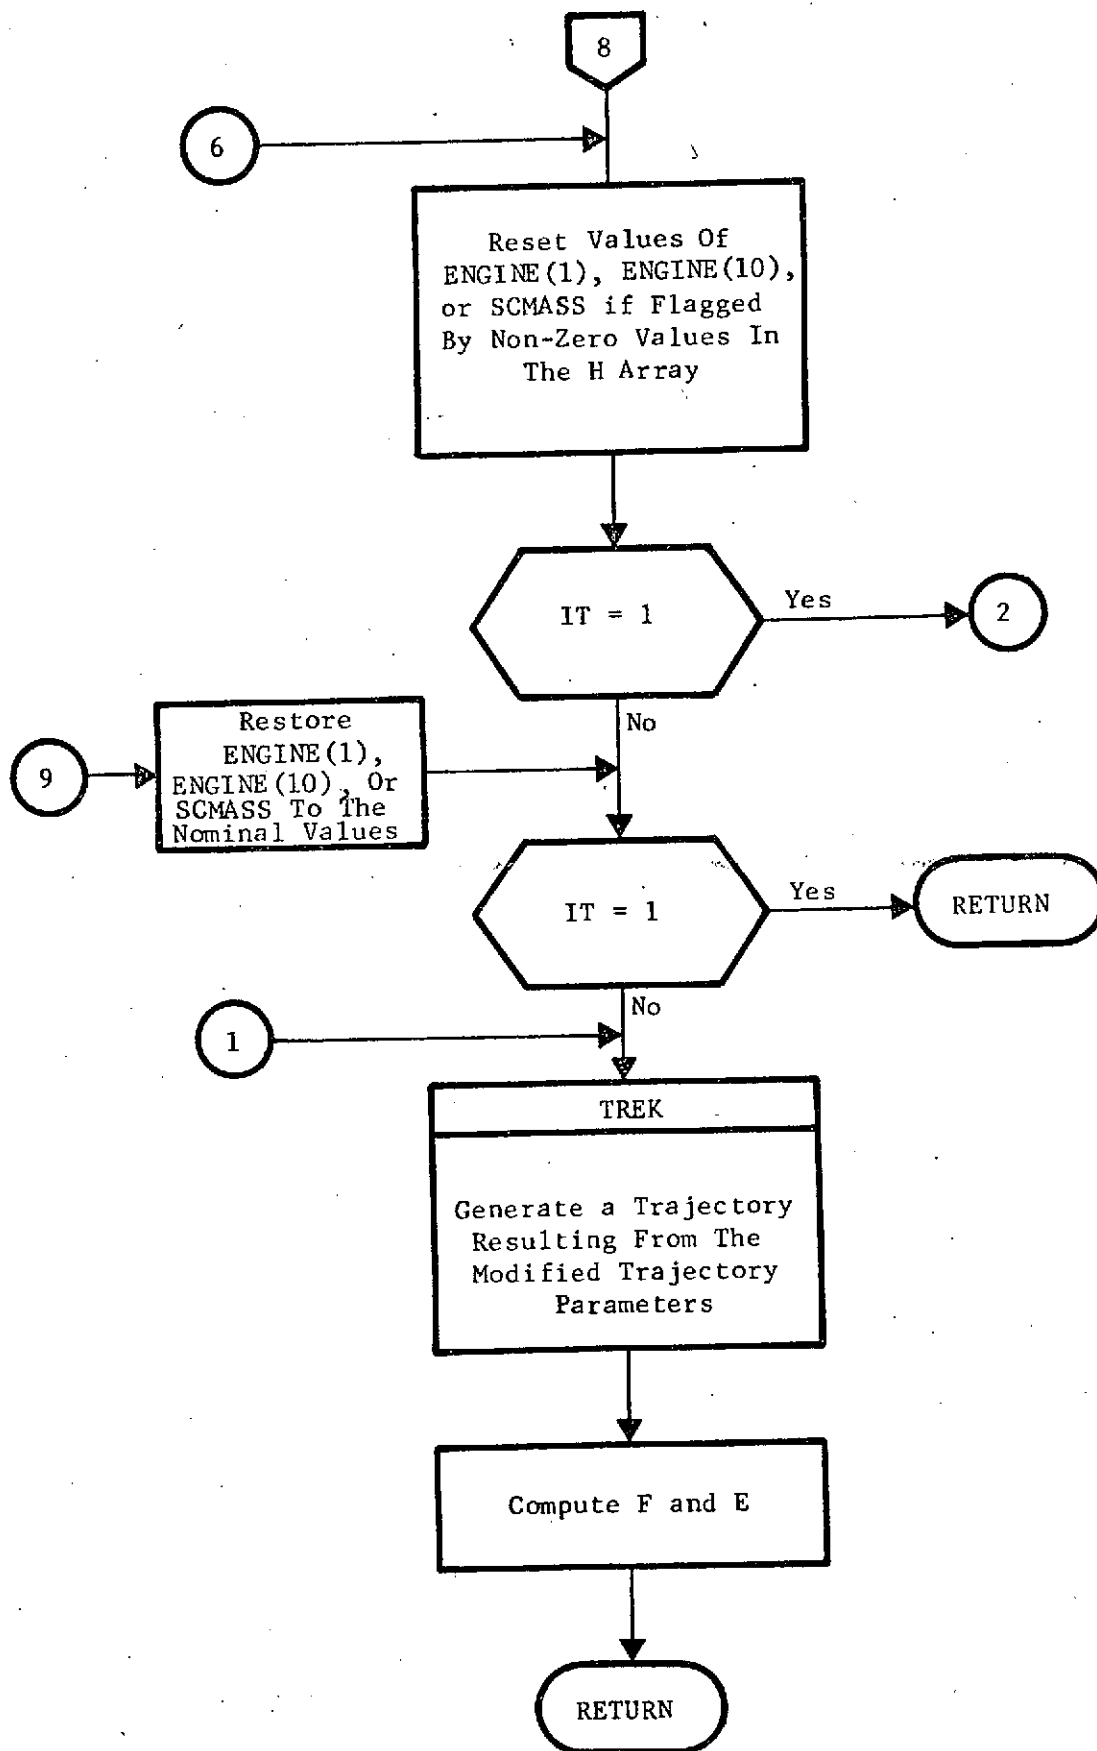 8
6
Reset Values Of
ENGINE(1), ENGINE(10),
or SCMASS if Flagged
By Non-Zero Values In
The H Array
IT = 1
Yes
2
No
9
Restore
ENGINE(1),
ENGINE(10), Or
SCMASS To The
Nominal Values
IT = 1
Yes
RETURN
No
1
TREK
Generate a Trajectory
Resulting From The
Modified Trajectory
Parameters
Compute F and E
RETURN